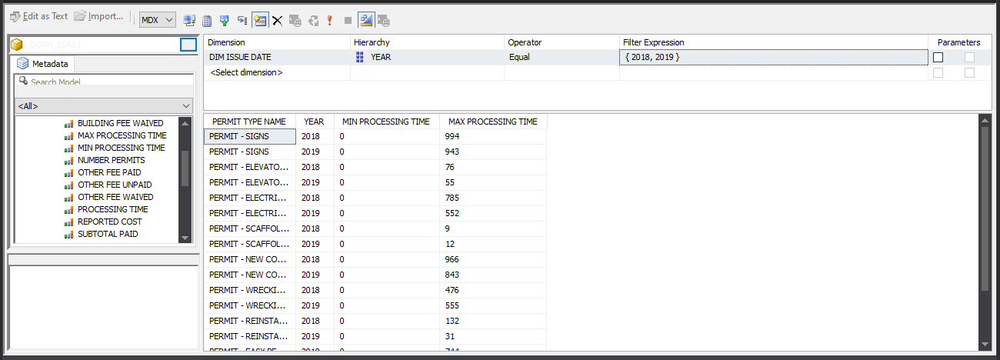 Edit as Text Import... MDX
DOAN_SSAS1
Metadata
Search Model
<All>
BUILDING FEE WAIVED
MAX PROCESSING TIME
MIN PROCESSING TIME
NUMBER PERMITS
OTHER FEE PAID
OTHER FEE UNPAID
OTHER FEE WAIVED
PROCESSING TIME
REPORTED COST
SUBTOTAL PAID
Dimension Hierarchy Operator Filter Expression Parameters
DIM ISSUE DATE YEAR Equal { 2018, 2019 }
<Select dimension>
PERMIT TYPE NAME YEAR MIN PROCESSING TIME MAX PROCESSING TIME
PERMIT - SIGNS 2018 0 994
PERMIT - SIGNS 2019 0 943
PERMIT - ELEVATO... 2018 0 76
PERMIT - ELEVATO... 2019 0 55
PERMIT - ELECTRI... 2018 0 785
PERMIT - ELECTRI... 2019 0 552
PERMIT - SCAFFOL... 2018 0 9
PERMIT - SCAFFOL... 2019 0 12
PERMIT - NEW CO... 2018 0 966
PERMIT - NEW CO... 2019 0 843
PERMIT - WRECKI... 2018 0 476
PERMIT - WRECKI... 2019 0 555
PERMIT - REINSTA... 2018 0 132
PERMIT - REINSTA... 2019 0 31
PERMIT - EASY PE... 2018 0 744